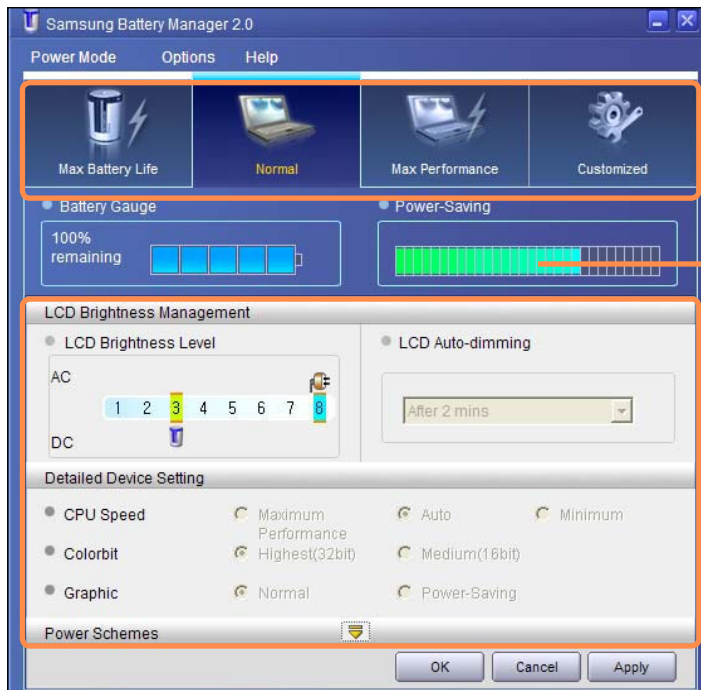 Samsung Battery Manager 2.0
Power Mode Options Help
Max Battery Life Normal Max Performance Customized
Battery Gauge Power-Saving
100%
remaining
LCD Brightness Management
LCD Brightness Level LCD Auto-dimming
AC
1 2 3 4 5 6 7 8 After 2 mins
DC
Detailed Device Setting
CPU Speed Maximum Auto Minimum
Performance
Colorbit Highest(32bit) Medium(16bit)
Graphic Normal Power-Saving
Power Schemes
OK Cancel Apply